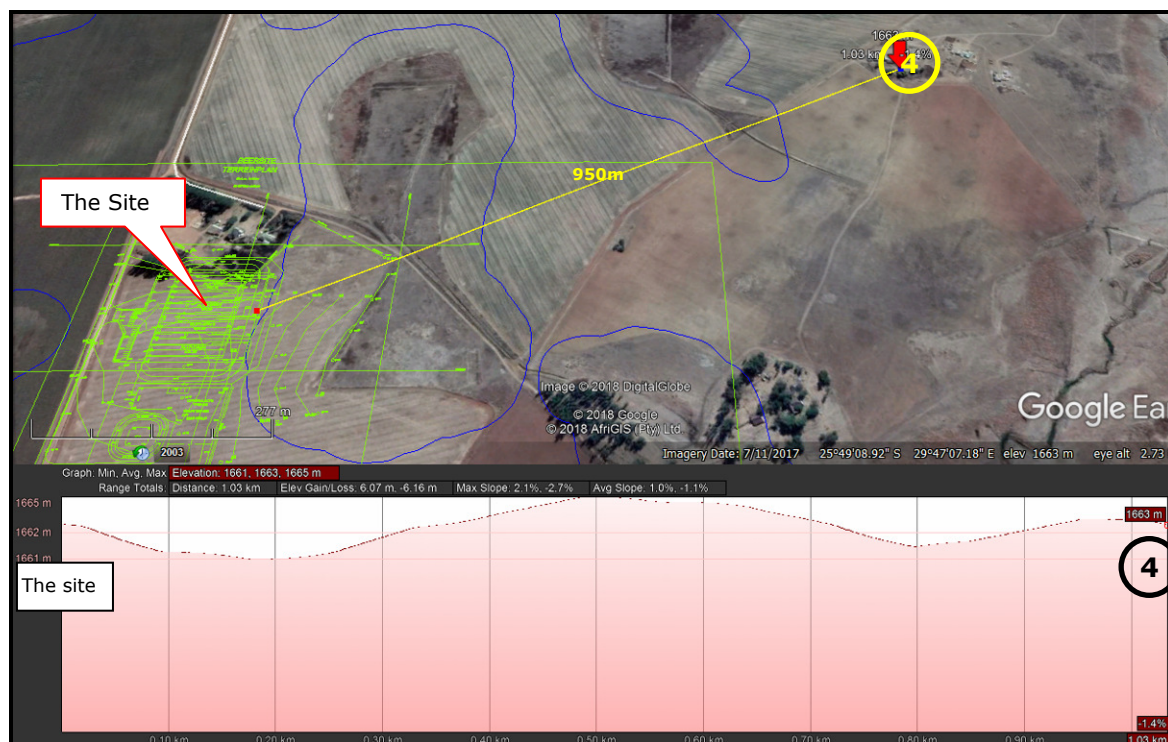 1663
4
1.03 km
4%
BEERSITE
TERREINPLAN
950m
The Site
277 m
Image © 2018 DigitalGlobe
© 2018 Google
© 2018 AfriGIS (Pty) Ltd.
Google Ea
2003
Imagery Date: 7/11/2017 25°49'08.92" S 29°47'07.18" E elev 1663 m eye alt 2.73
Graph: Min, Avg, Max Elevation: 1661, 1663, 1665 m
Range Totals: Distance: 1.03 km Elev Gain/Loss: 6.07 m, -6.16 m Max Slope: 2.1%, -2.7% Avg Slope: 1.0%, -1.1%
1665 m
1663 m
1662 m
1661 m
4
The site
-1.4%
0.10 km 0.20 km 0.30 km 0.40 km 0.50 km 0.60 km 0.70 km 0.80 km 0.90 km 1.03 km